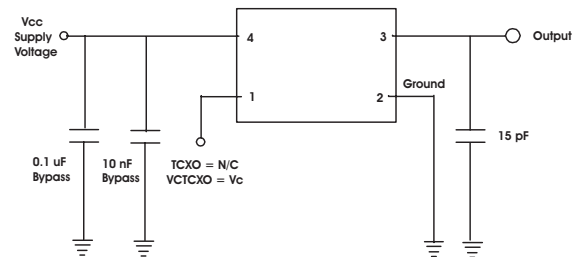 Vcc
Supply
Voltage
4
3
Output
Ground
1
2
0.1 uF
Bypass
10 nF
Bypass
TCXO = N/C
VCTCXO = Vc
15 pF